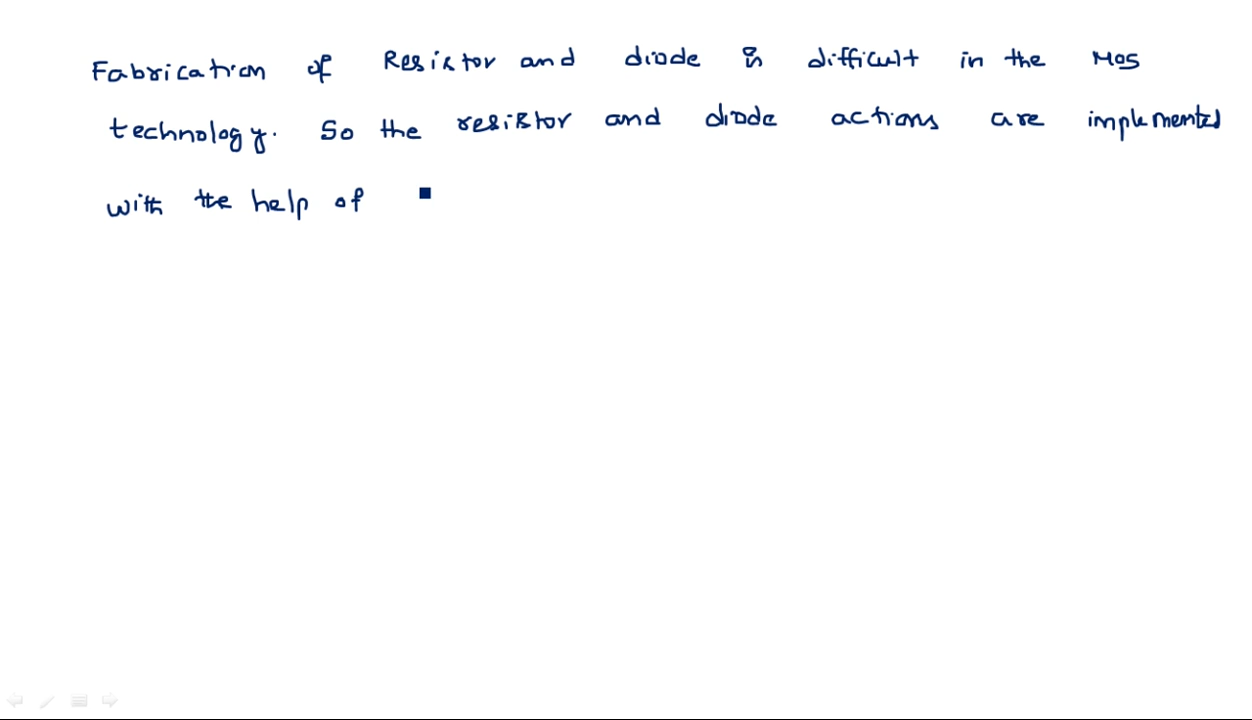 Fabrication of Resistor and diode is difficult in the MOS
technology. So the resistor and diode actions are implemented
with the help of